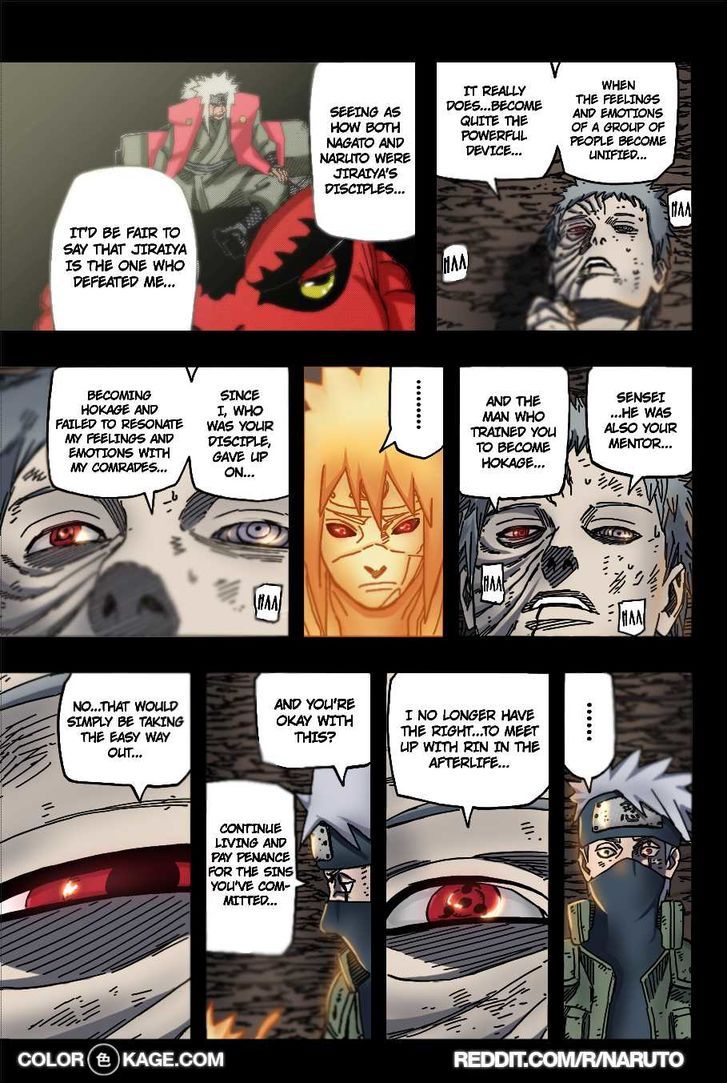 WHEN
THE FEELINGS
AND EMOTIONS
OF A GROUP OF
PEOPLE BECOME
UNIFIED...
IT REALLY
DOES...BECOME
QUITE THE
POWERFUL
DEVICE...
HAA
HAA
SEEING AS
HOW BOTH
NAGATO AND
NARUTO WERE
JIRAIYA'S
DISCIPLES...
IT'D BE FAIR TO
SAY THAT JIRAIYA
IS THE ONE WHO
DEFEATED ME...
SENSEI
...HE WAS
ALSO YOUR
MENTOR...
AND THE
MAN WHO
TRAINED YOU
TO BECOME
HOKAGE...
HAA
HAA
.........
SINCE
I, WHO
WAS YOUR
DISCIPLE,
GAVE UP
ON...
BECOMING
HOKAGE AND
FAILED TO RESONATE
MY FEELINGS AND
EMOTIONS WITH
MY COMRADES...
HAA
......
I NO LONGER HAVE
THE RIGHT...TO MEET
UP WITH RIN IN THE
AFTERLIFE...
AND YOU'RE
OKAY WITH
THIS?
CONTINUE
LIVING AND
PAY PENANCE
FOR THE SINS
YOU'VE COM-
MITTED...
NO...THAT WOULD
SIMPLY BE TAKING
THE EASY WAY
OUT...
忍
COLOR 色 KAGE.COM
REDDIT.COM/R/NARUTO